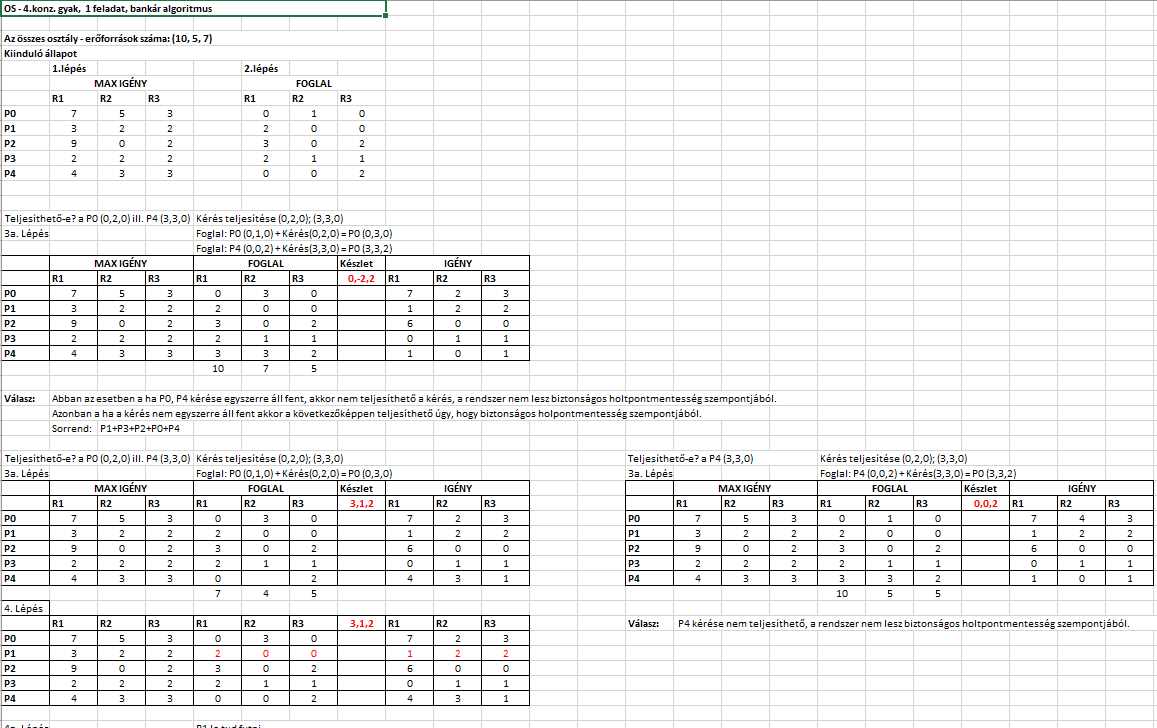 OS - 4.konz. gyak, 1 feladat, bankár algoritmus
Az összes osztály - erőforrások száma: (10, 5, 7)
Kiinduló állapot
1.lépés 2.lépés
MAX IGÉNY FOGLAL
R1 R2 R3 R1 R2 R3
P0 7 5 3 0 1 0
P1 3 2 2 2 0 0
P2 9 0 2 3 0 2
P3 2 2 2 2 1 1
P4 4 3 3 0 0 2
Teljesíthető-e? a P0 (0,2,0) ill. P4 (3,3,0) Kérés teljesítése (0,2,0); (3,3,0)
3a. Lépés Foglal: P0 (0,1,0) + Kérés(0,2,0) = P0 (0,3,0)
Foglal: P4 (0,0,2) + Kérés(3,3,0) = P0 (3,3,2)
MAX IGÉNY FOGLAL Készlet IGÉNY
R1 R2 R3 R1 R2 R3 0,-2,2 R1 R2 R3
P0 7 5 3 0 3 0 7 2 3
P1 3 2 2 2 0 0 1 2 2
P2 9 0 2 3 0 2 6 0 0
P3 2 2 2 2 1 1 0 1 1
P4 4 3 3 3 3 2 1 0 1
10 7 5
Válasz: Abban az esetben a ha P0, P4 kérése egyszerre áll fent, akkor nem teljesíthető a kérés, a rendszer nem lesz biztonságos holtpontmentesség szempontjából.
Azonban a ha a kérés nem egyszerre áll fent akkor a következőképpen teljesíthető úgy, hogy biztonságos holpontmentesség szempontjából.
Sorrend: P1+P3+P2+P0+P4
Teljesíthető-e? a P0 (0,2,0) ill. P4 (3,3,0) Kérés teljesítése (0,2,0); (3,3,0)
3a. Lépés Foglal: P0 (0,1,0) + Kérés(0,2,0) = P0 (0,3,0)
MAX IGÉNY FOGLAL Készlet IGÉNY
R1 R2 R3 R1 R2 R3 3,1,2 R1 R2 R3
P0 7 5 3 0 3 0 7 2 3
P1 3 2 2 2 0 0 1 2 2
P2 9 0 2 3 0 2 6 0 0
P3 2 2 2 2 1 1 0 1 1
P4 4 3 3 0 2 4 3 1
7 4 5
4. Lépés
R1 R2 R3 R1 R2 R3 3,1,2 R1 R2 R3
P0 7 5 3 0 3 0 7 2 3
P1 3 2 2 2 0 0 1 2 2
P2 9 0 2 3 0 2 6 0 0
P3 2 2 2 2 1 1 0 1 1
P4 4 3 3 0 0 2 4 3 1
Teljesíthető-e? a P4 (3,3,0) Kérés teljesítése (0,2,0); (3,3,0)
3a. Lépés Foglal: P4 (0,0,2) + Kérés(3,3,0) = P0 (3,3,2)
MAX IGÉNY FOGLAL Készlet IGÉNY
R1 R2 R3 R1 R2 R3 0,0,2 R1 R2 R3
P0 7 5 3 0 1 0 7 4 3
P1 3 2 2 2 0 0 1 2 2
P2 9 0 2 3 0 2 6 0 0
P3 2 2 2 2 1 1 0 1 1
P4 4 3 3 3 3 2 1 0 1
10 5 5
Válasz: P4 kérése nem teljesíthető, a rendszer nem lesz biztonságos holtpontmentesség szempontjából.